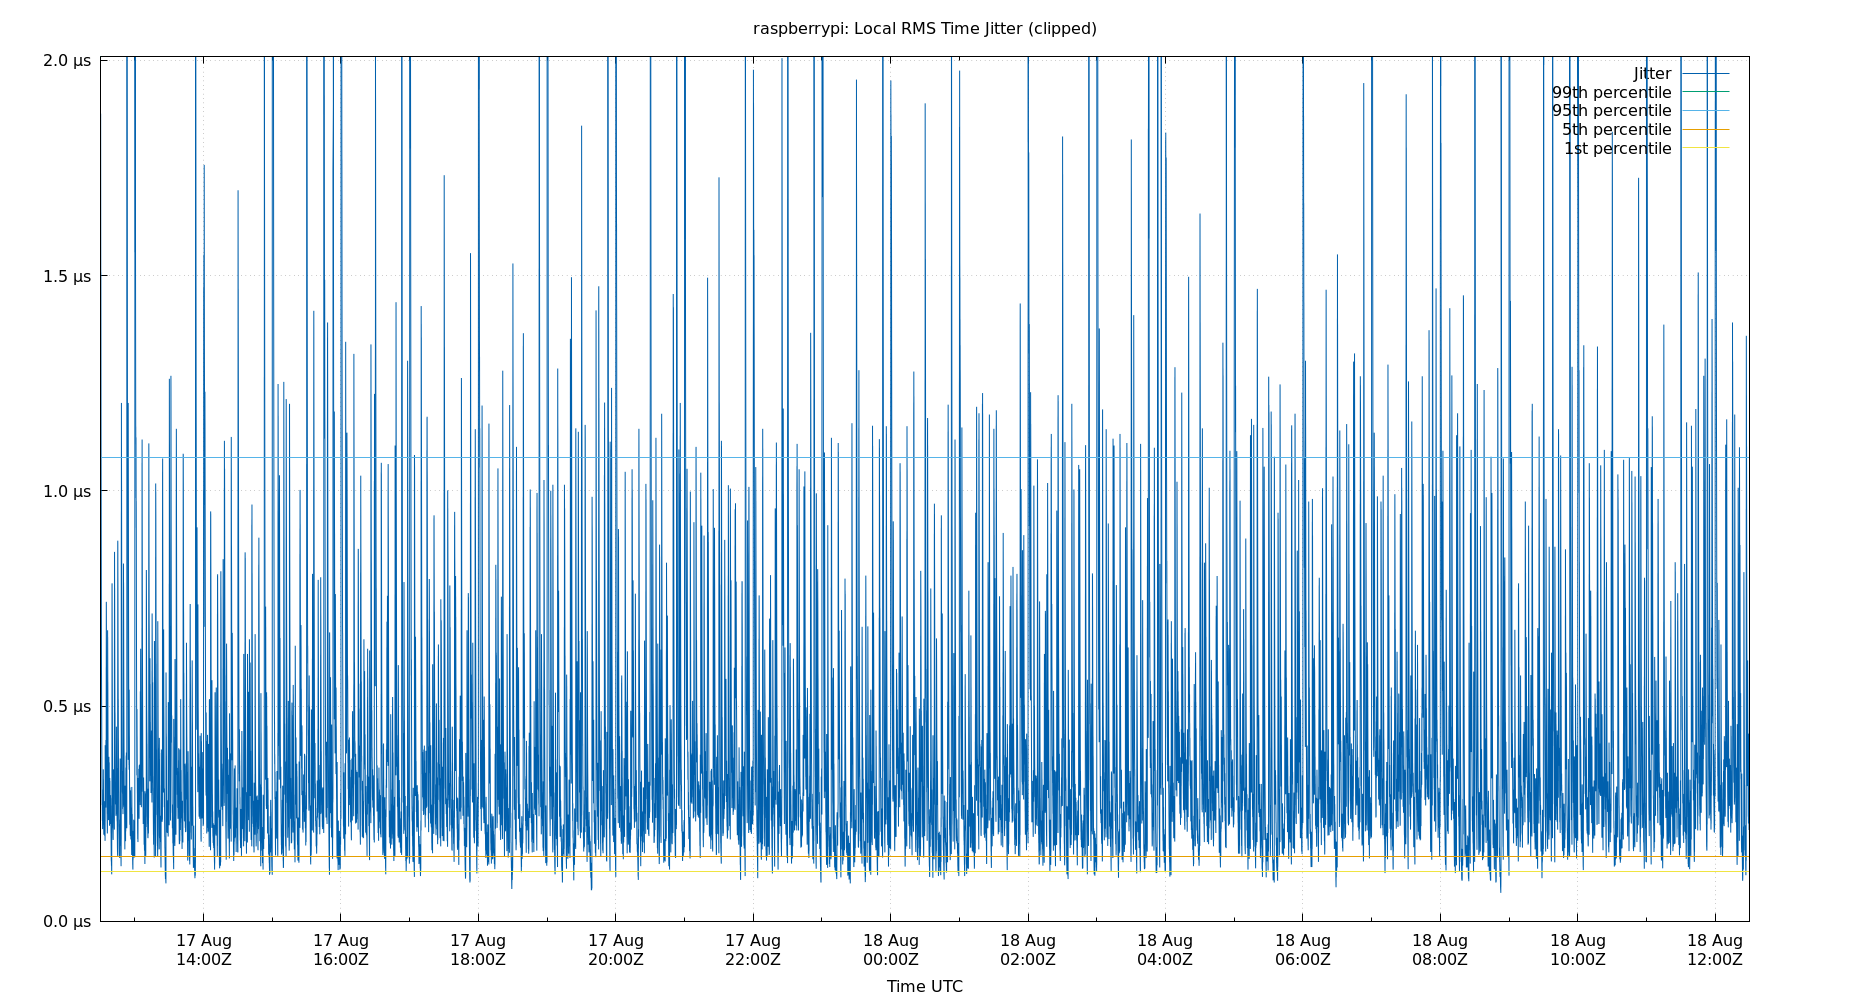 raspberrypi: Local RMS Time Jitter (clipped)
2.0 µs
1.5 µs
1.0 µs
0.5 µs
0.0 µs
Jitter
99th percentile
95th percentile
5th percentile
1st percentile
17 Aug 17 Aug 17 Aug 17 Aug 17 Aug 18 Aug 18 Aug 18 Aug 18 Aug 18 Aug 18 Aug 18 Aug
14:00Z 16:00Z 18:00Z 20:00Z 22:00Z 00:00Z 02:00Z 04:00Z 06:00Z 08:00Z 10:00Z 12:00Z
Time UTC